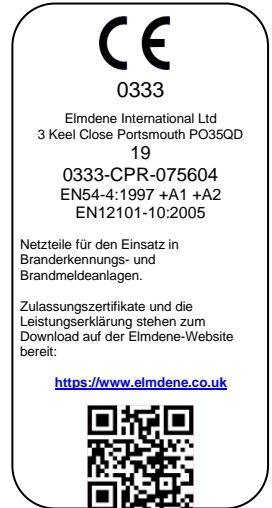 CE
0333
Elmdene International Ltd
3 Keel Close Portsmouth PO35QD
19
0333-CPR-075604
EN54-4:1997 +A1 +A2
EN12101-10:2005
Netzteile für den Einsatz in
Branderkennungs- und
Brandmeldeanlagen.
Zulassungszertifikate und die
Leistungserklärung stehen zum
Download auf der Elmdene-Website
bereit:
https://www.elmdene.co.uk